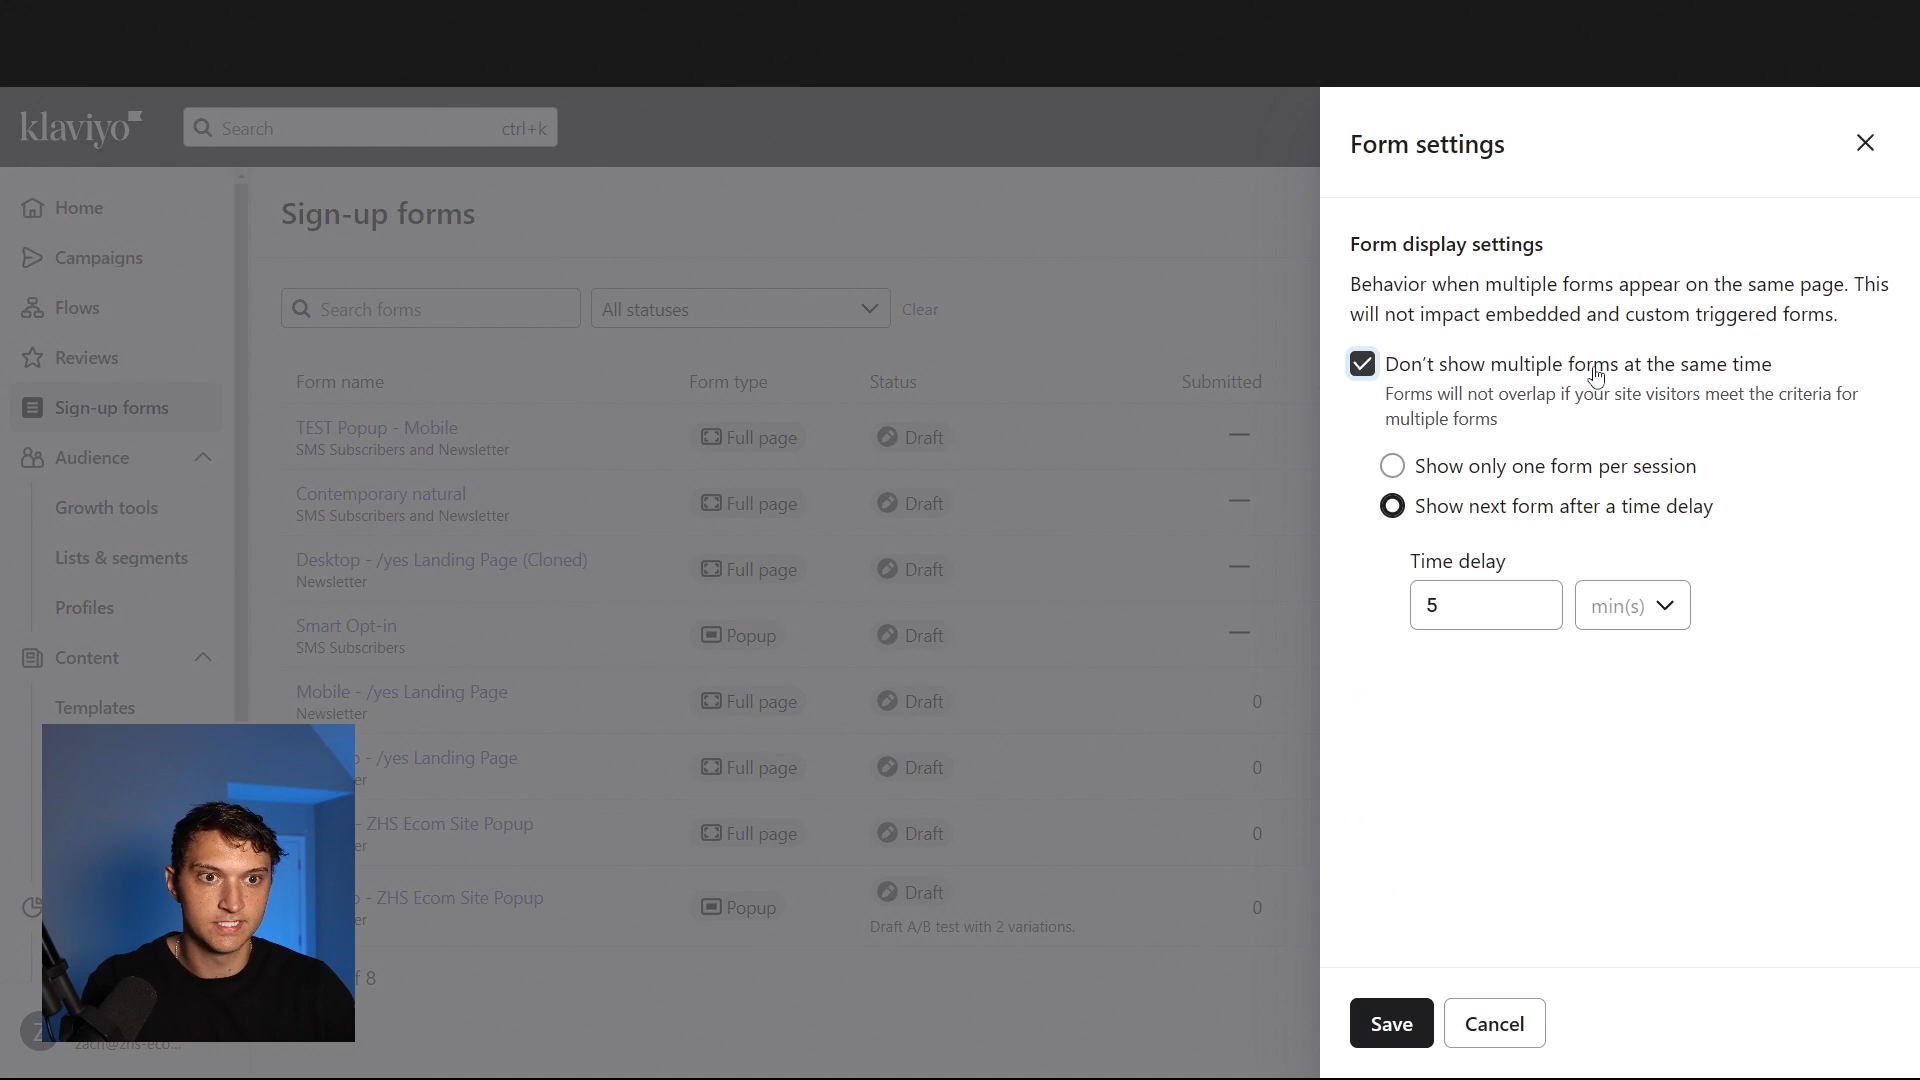 klaviyo
Search ctrl+k
Home
Campaigns
Flows
Reviews
Sign-up forms
Audience
Growth tools
Lists & segments
Profiles
Content
Templates
Sign-up forms
Search forms
All statuses
Clear
Form name Form type Status Submitted
TEST Popup - Mobile Full page Draft —
SMS Subscribers and Newsletter
Contemporary natural Full page Draft —
SMS Subscribers and Newsletter
Desktop - /yes Landing Page (Cloned) Full page Draft —
Newsletter
Smart Opt-in Popup Draft —
SMS Subscribers
Mobile - /yes Landing Page Full page Draft 0
Newsletter
- /yes Landing Page Full page Draft 0
- ZHS Ecom Site Popup Full page Draft 0
- ZHS Ecom Site Popup Popup Draft 0
Draft A/B test with 2 variations.
8
Form settings
Form display settings
Behavior when multiple forms appear on the same page. This
will not impact embedded and custom triggered forms.
Don't show multiple forms at the same time
Forms will not overlap if your site visitors meet the criteria for
multiple forms
Show only one form per session
Show next form after a time delay
Time delay
5 min(s)
Save Cancel